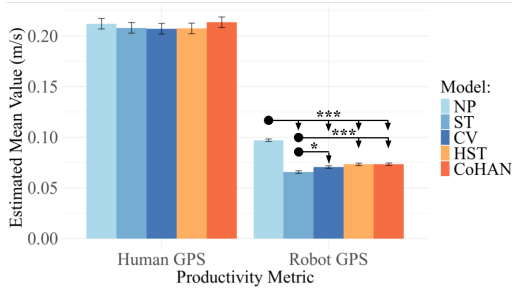 Estimated Mean Value (m/s)
0.20
0.15
0.10
0.05
0.00
***
***
*
Human GPS
Robot GPS
Productivity Metric
Model:
NP
ST
CV
HST
CoHAN